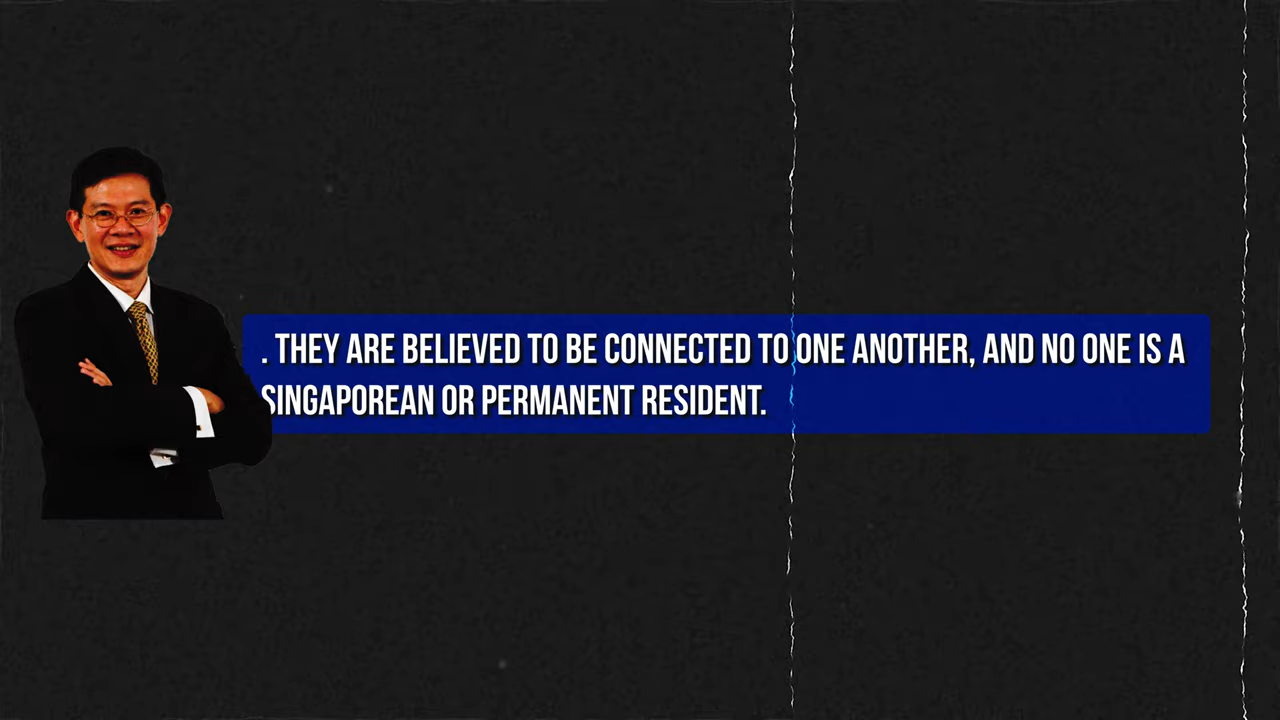 . THEY ARE BELIEVED TO BE CONNECTED TO ONE ANOTHER, AND NO ONE IS A
SINGAPOREAN OR PERMANENT RESIDENT.